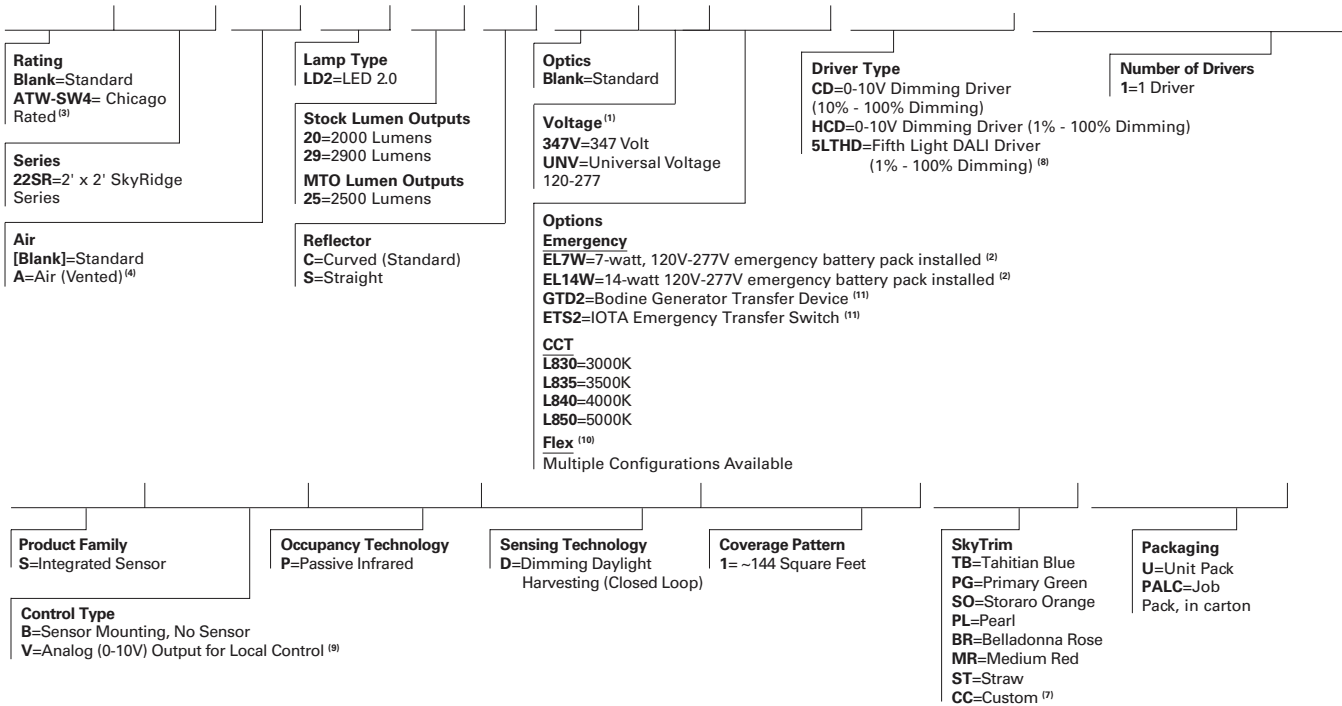 Rating
Blank=Standard
ATW-SW4= Chicago
Rated (3)
Series
22SR=2' x 2' SkyRidge
Series
Air
[Blank]=Standard
A=Air (Vented) (4)
Lamp Type
LD2=LED 2.0
Stock Lumen Outputs
20=2000 Lumens
29=2900 Lumens
MTO Lumen Outputs
25=2500 Lumens
Reflector
C=Curved (Standard)
S=Straight
Optics
Blank=Standard
Voltage (1)
347V=347 Volt
UNV=Universal Voltage
120-277
Options
Emergency
EL7W=7-watt, 120V-277V emergency battery pack installed (2)
EL14W=14-watt 120V-277V emergency battery pack installed (2)
GTD2=Bodine Generator Transfer Device (11)
ETS2=IOTA Emergency Transfer Switch (11)
CCT
L830=3000K
L835=3500K
L840=4000K
L850=5000K
Flex (10)
Multiple Configurations Available
Driver Type
CD=0-10V Dimming Driver
(10% - 100% Dimming)
HCD=0-10V Dimming Driver (1% - 100% Dimming)
5LTHD=Fifth Light DALI Driver
(1% - 100% Dimming) (8)
Number of Drivers
1=1 Driver
Product Family
S=Integrated Sensor
Control Type
B=Sensor Mounting, No Sensor
V=Analog (0-10V) Output for Local Control (9)
Occupancy Technology
P=Passive Infrared
Sensing Technology
D=Dimming Daylight
Harvesting (Closed Loop)
Coverage Pattern
1= ~144 Square Feet
SkyTrim
TB=Tahitian Blue
PG=Primary Green
SO=Storaro Orange
PL=Pearl
BR=Belladonna Rose
MR=Medium Red
ST=Straw
CC=Custom (7)
Packaging
U=Unit Pack
PALC=Job
Pack, in carton